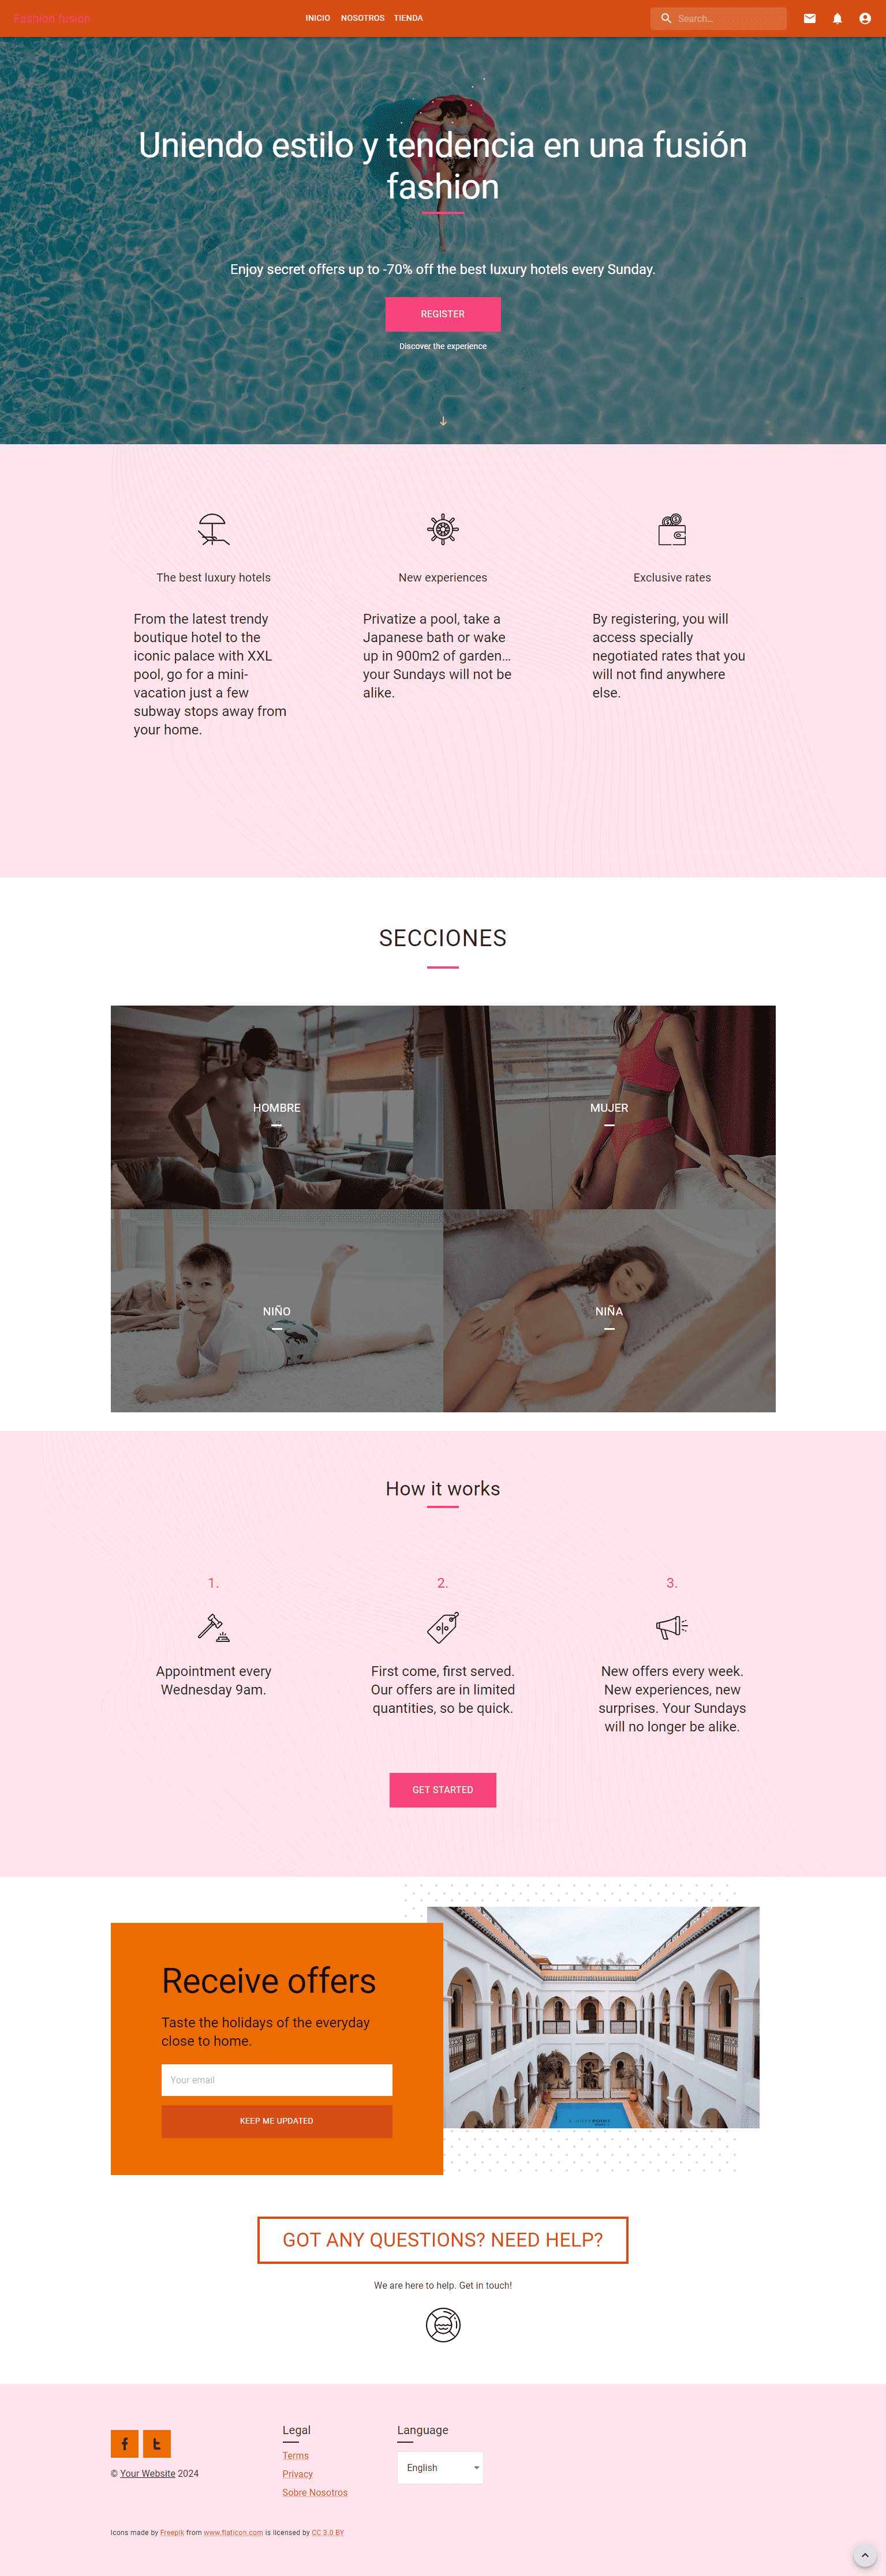 Fashion fusion
INICIO NOSOTROS TIENDA
Search…
Uniendo estilo y tendencia en una fusión
fashion
Enjoy secret offers up to -70% off the best luxury hotels every Sunday.
REGISTER
Discover the experience
The best luxury hotels
From the latest trendy
boutique hotel to the
iconic palace with XXL
pool, go for a mini-
vacation just a few
subway stops away from
your home.
New experiences
Privatize a pool, take a
Japanese bath or wake
up in 900m2 of garden…
your Sundays will not be
alike.
Exclusive rates
By registering, you will
access specially
negotiated rates that you
will not find anywhere
else.
SECCIONES
HOMBRE
MUJER
NIÑO
NIÑA
How it works
1.
Appointment every
Wednesday 9am.
2.
First come, first served.
Our offers are in limited
quantities, so be quick.
3.
New offers every week.
New experiences, new
surprises. Your Sundays
will no longer be alike.
GET STARTED
Receive offers
Taste the holidays of the everyday
close to home.
Your email
KEEP ME UPDATED
GOT ANY QUESTIONS? NEED HELP?
We are here to help. Get in touch!
© Your Website 2024
Legal
Terms
Privacy
Sobre Nosotros
Language
English
Icons made by Freepik from www.flaticon.com is licensed by CC 3.0 BY